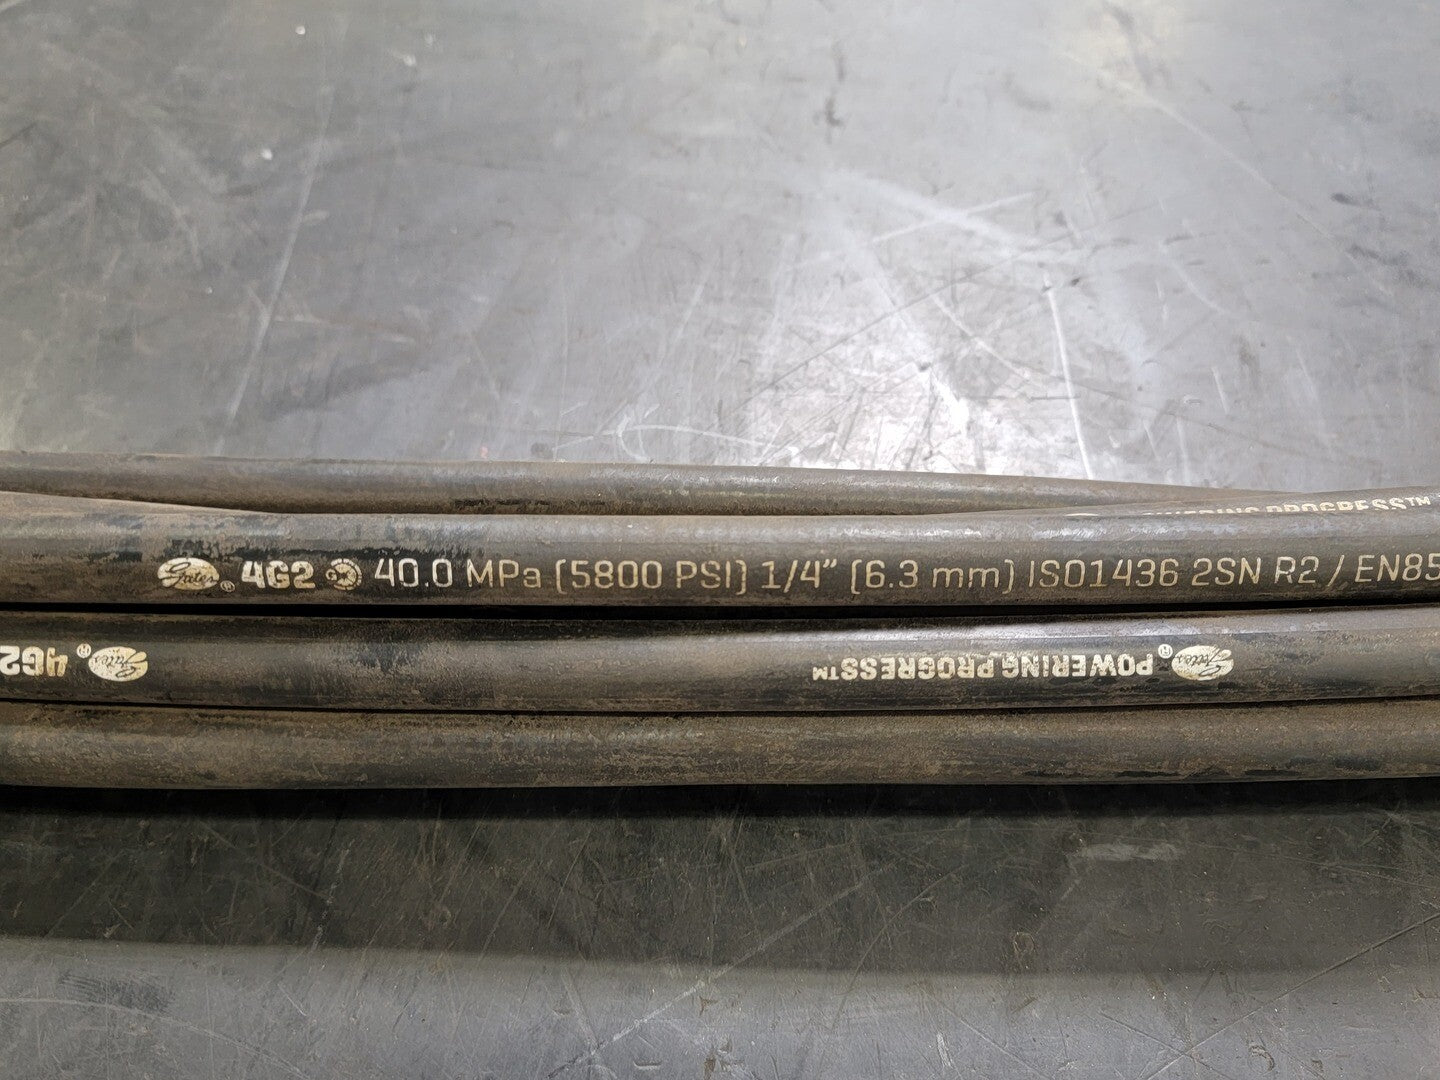 POWERING PROGRESS™
Gates® 4G2 40.0 MPa (5800 PSI) 1/4" (6.3 mm) ISO1436 2SN R2 / EN85
Gates® POWERING PROGRESS™
Gates® 4G2